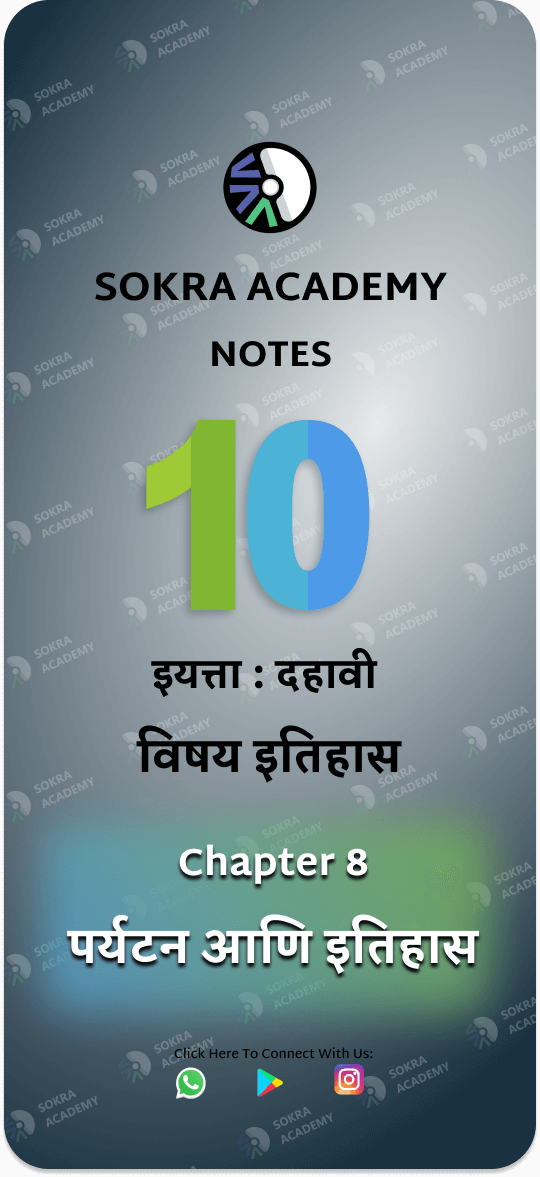 SOKRA ACADEMY
NOTES
10
इयत्ता : दहावी
विषय इतिहास
Chapter 8
पर्यटन आणि इतिहास
Click Here To Connect With Us: